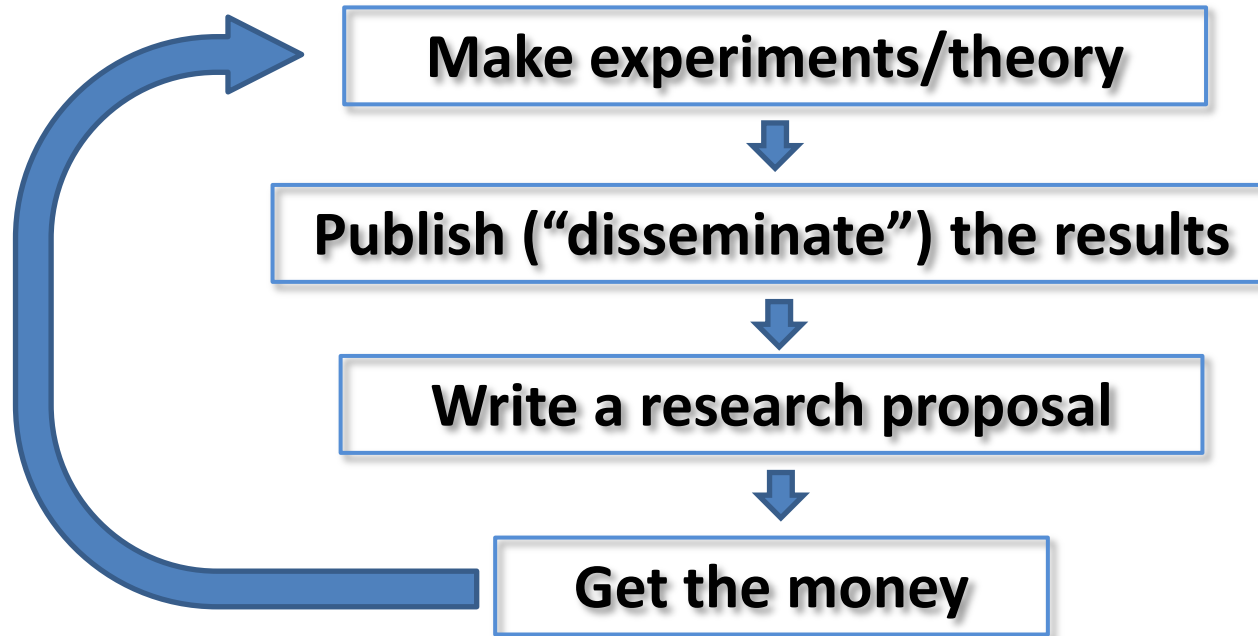 Make experiments/theory
Publish (“disseminate”) the results
Write a research proposal
Get the money